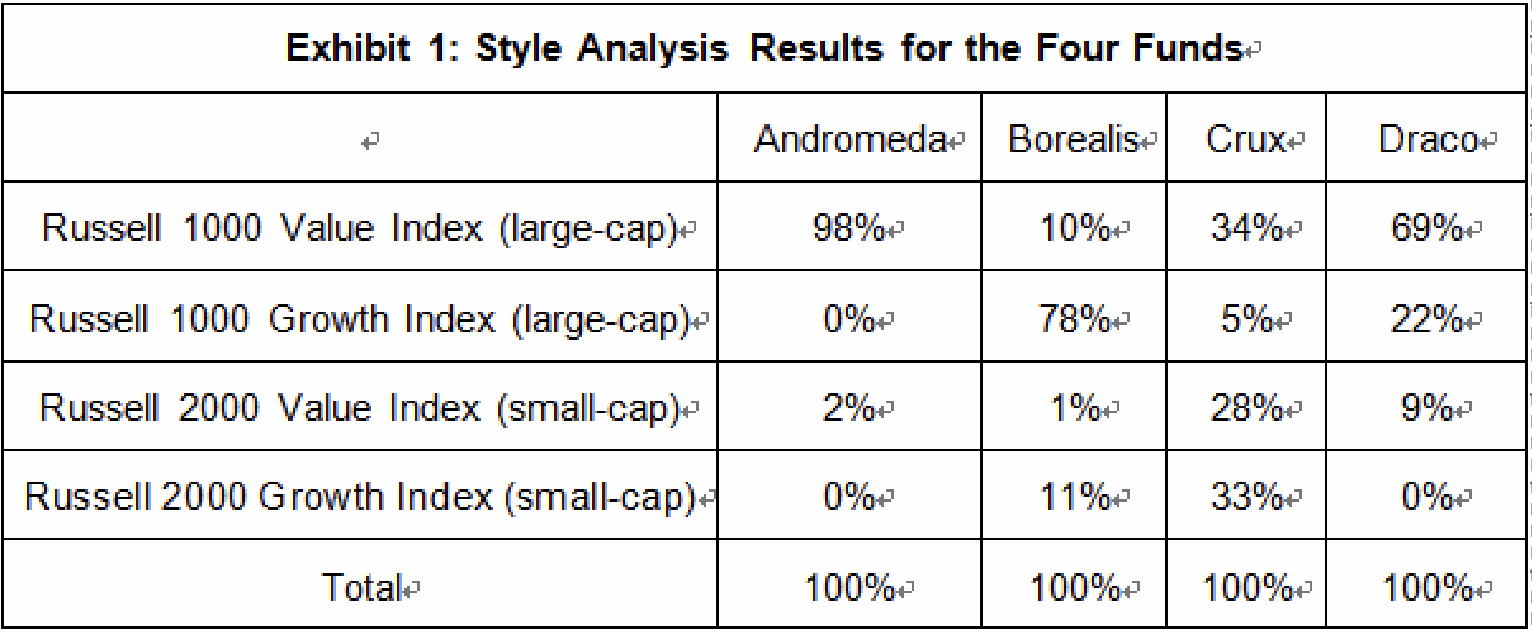 Exhibit 1: Style Analysis Results for the Four Funds↵
↵ Andromeda↵ Borealis↵ Crux↵ Draco↵
Russell 1000 Value Index (large-cap)↵ 98%↵ 10%↵ 34%↵ 69%↵
Russell 1000 Growth Index (large-cap)↵ 0%↵ 78%↵ 5%↵ 22%↵
Russell 2000 Value Index (small-cap)↵ 2%↵ 1%↵ 28%↵ 9%↵
Russell 2000 Growth Index (small-cap)↵ 0%↵ 11%↵ 33%↵ 0%↵
Total↵ 100%↵ 100%↵ 100%↵ 100%↵